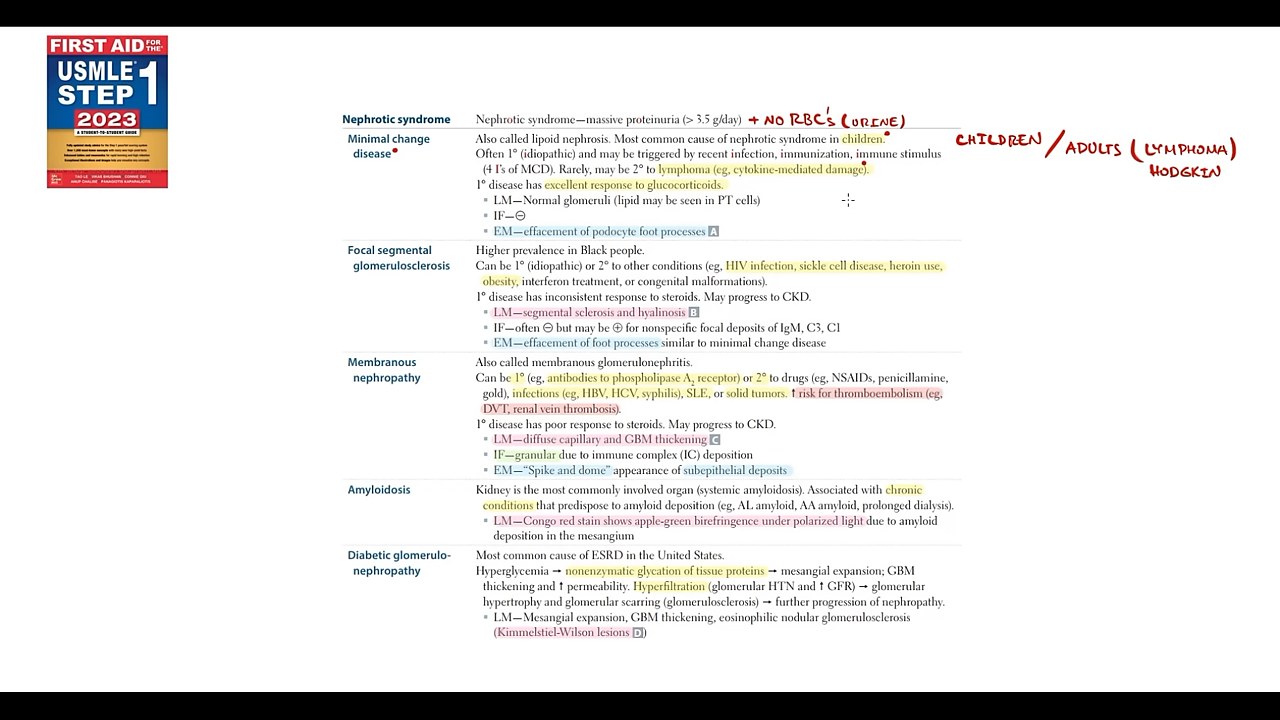 FIRST AID FOR THE®
USMLE®
STEP 1
2023
A STUDENT-TO-STUDENT GUIDE
Nephrotic syndrome
Nephrotic syndrome—massive proteinuria (> 3.5 g/day) + NO RBC's (URINE)
Minimal change
disease
Also called lipoid nephrosis. Most common cause of nephrotic syndrome in children.
Often 1° (idiopathic) and may be triggered by recent infection, immunization, immune stimulus
(4 I's of MCD). Rarely, may be 2° to lymphoma (eg, cytokine-mediated damage).
1° disease has excellent response to glucocorticoids.
▪ LM—Normal glomeruli (lipid may be seen in PT cells)
▪ IF—⊖
▪ EM—effacement of podocyte foot processes A
CHILDREN / ADULTS (LYMPHOMA)
HODGKIN
Focal segmental
glomerulosclerosis
Higher prevalence in Black people.
Can be 1° (idiopathic) or 2° to other conditions (eg, HIV infection, sickle cell disease, heroin use,
obesity, interferon treatment, or congenital malformations).
1° disease has inconsistent response to steroids. May progress to CKD.
▪ LM—segmental sclerosis and hyalinosis B
▪ IF—often ⊖ but may be ⊕ for nonspecific focal deposits of IgM, C3, C1
▪ EM—effacement of foot processes similar to minimal change disease
Membranous
nephropathy
Also called membranous glomerulonephritis.
Can be 1° (eg, antibodies to phospholipase A₂ receptor) or 2° to drugs (eg, NSAIDs, penicillamine,
gold), infections (eg, HBV, HCV, syphilis), SLE, or solid tumors. ↑ risk for thromboembolism (eg,
DVT, renal vein thrombosis).
1° disease has poor response to steroids. May progress to CKD.
▪ LM—diffuse capillary and GBM thickening C
▪ IF—granular due to immune complex (IC) deposition
▪ EM—“Spike and dome” appearance of subepithelial deposits
Amyloidosis
Kidney is the most commonly involved organ (systemic amyloidosis). Associated with chronic
conditions that predispose to amyloid deposition (eg, AL amyloid, AA amyloid, prolonged dialysis).
▪ LM—Congo red stain shows apple-green birefringence under polarized light due to amyloid
deposition in the mesangium
Diabetic glomerulo-
nephropathy
Most common cause of ESRD in the United States.
Hyperglycemia → nonenzymatic glycation of tissue proteins → mesangial expansion; GBM
thickening and ↑ permeability. Hyperfiltration (glomerular HTN and ↑ GFR) → glomerular
hypertrophy and glomerular scarring (glomerulosclerosis) → further progression of nephropathy.
▪ LM—Mesangial expansion, GBM thickening, eosinophilic nodular glomerulosclerosis
(Kimmelstiel-Wilson lesions D)